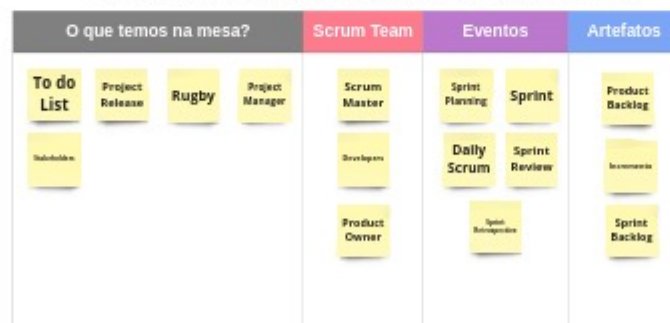 O que temos na mesa?
Scrum Team
Eventos
Artefatos
To do
List
Project
Release
Rugby
Project
Manager
Stakeholders
Scrum
Master
Developers
Product
Owner
Sprint
Planning
Sprint
Daily
Scrum
Sprint
Review
Sprint
Retrospective
Product
Backlog
Incremento
Sprint
Backlog